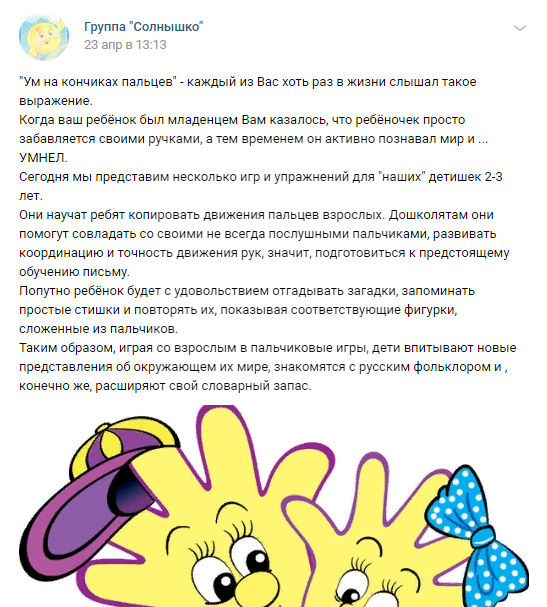 Группа "Солнышко"
23 апр в 13:13
"Ум на кончиках пальцев" - каждый из Вас хоть раз в жизни слышал такое
выражение.
Когда ваш ребёнок был младенцем Вам казалось, что ребёночек просто
забавляется своими ручками, а тем временем он активно познавал мир и ...
УМНЕЛ.
Сегодня мы представим несколько игр и упражнений для "наших" детишек 2-3
лет.
Они научат ребят копировать движения пальцев взрослых. Дошколятам они
помогут совладать со своими не всегда послушными пальчиками, развивать
координацию и точность движения рук, значит, подготовиться к предстоящему
обучению письму.
Попутно ребёнок будет с удовольствием отгадывать загадки, запоминать
простые стишки и повторять их, показывая соответствующие фигурки,
сложенные из пальчиков.
Таким образом, играя со взрослым в пальчиковые игры, дети впитывают новые
представления об окружающем их мире, знакомятся с русским фольклором и ,
конечно же, расширяют свой словарный запас.